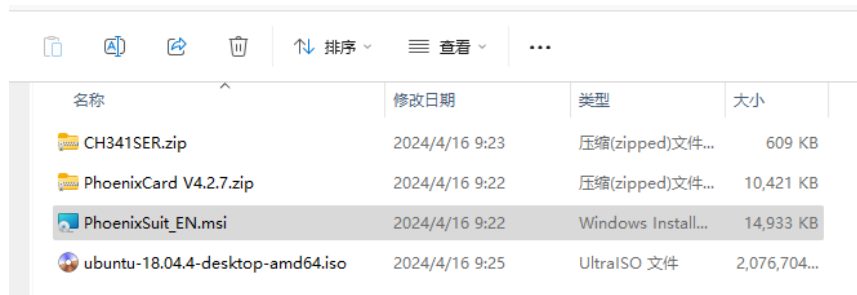 排序 查看
名称 修改日期 类型 大小
CH341SER.zip 2024/4/16 9:23 压缩(zipped)文件... 609 KB
PhoenixCard V4.2.7.zip 2024/4/16 9:22 压缩(zipped)文件... 10,421 KB
PhoenixSuit_EN.msi 2024/4/16 9:22 Windows Install... 14,933 KB
ubuntu-18.04.4-desktop-amd64.iso 2024/4/16 9:25 UltraISO 文件 2,076,704...